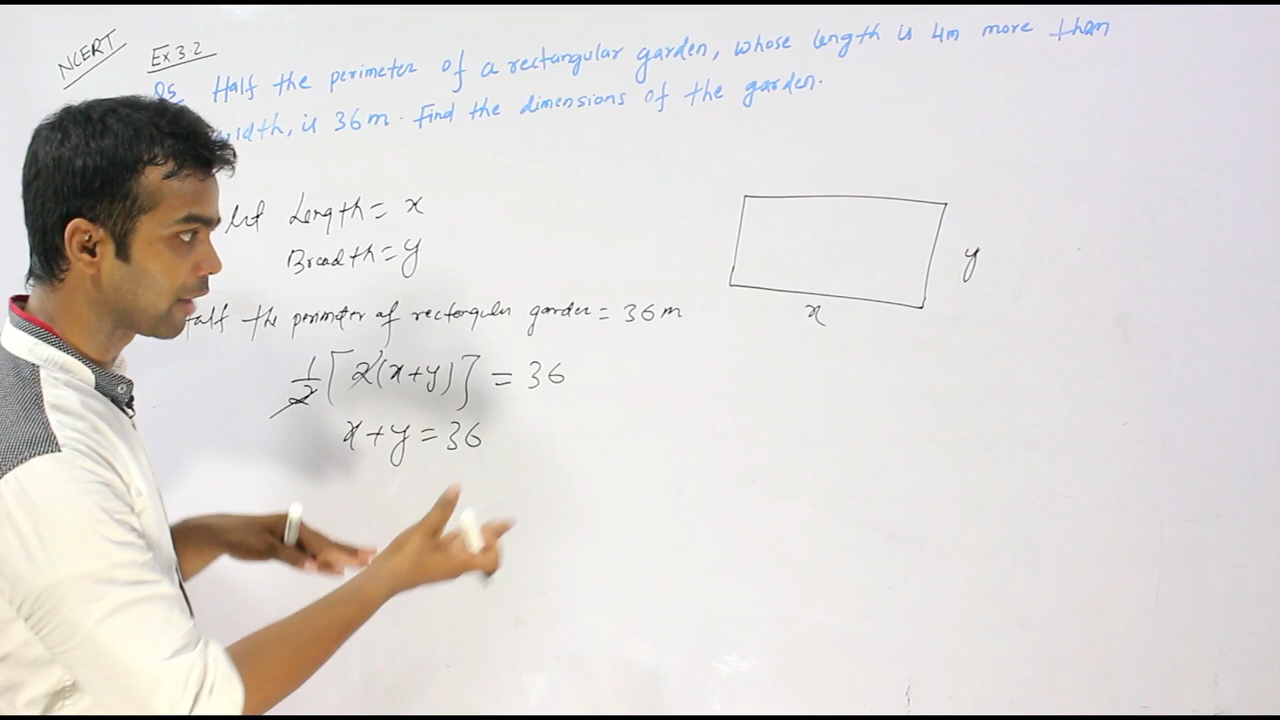 NCERT
Ex 3.2
Q5 Half the perimeter of a rectangular garden, whose length is 4m more than
width, is 36m. Find the dimensions of the garden.
Let Length = x
Breadth = y
Half the perimeter of rectangular garden = 36m
1/2 [2(x+y)] = 36
x+y = 36
y
x